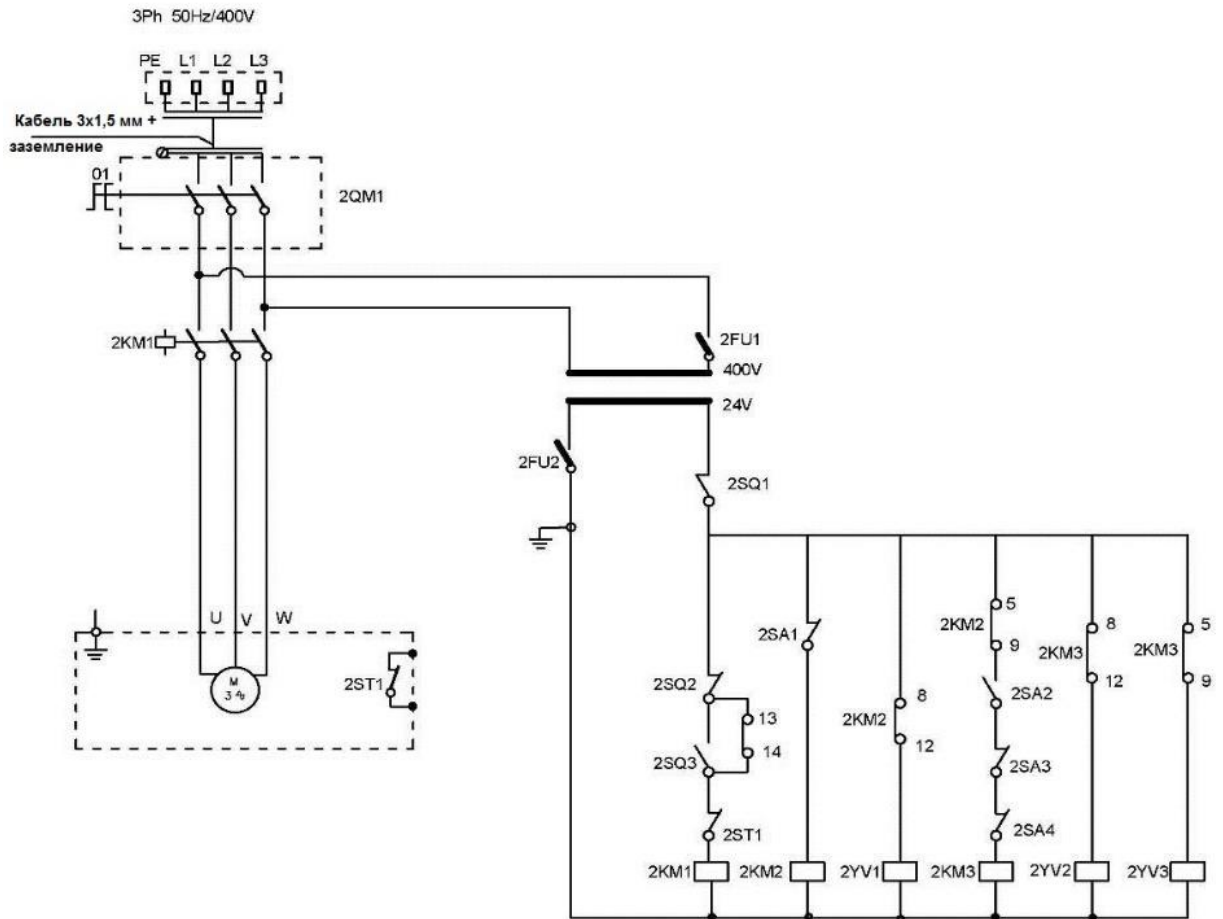 3Ph 50Hz/400V
PE L1 L2 L3
Кабель 3x1,5 мм +
заземление
01
2QM1
2KM1
2FU1
400V
24V
2FU2
2SQ1
U V W
M
3
2ST1
5
2KM2
9
8
2KM3
12
5
2KM3
9
2SA1
2SQ2
13
14
2SQ3
8
2KM2
12
2SA2
2SA3
2ST1
2SA4
2KM1 2KM2 2YV1 2KM3 2YV2 2YV3